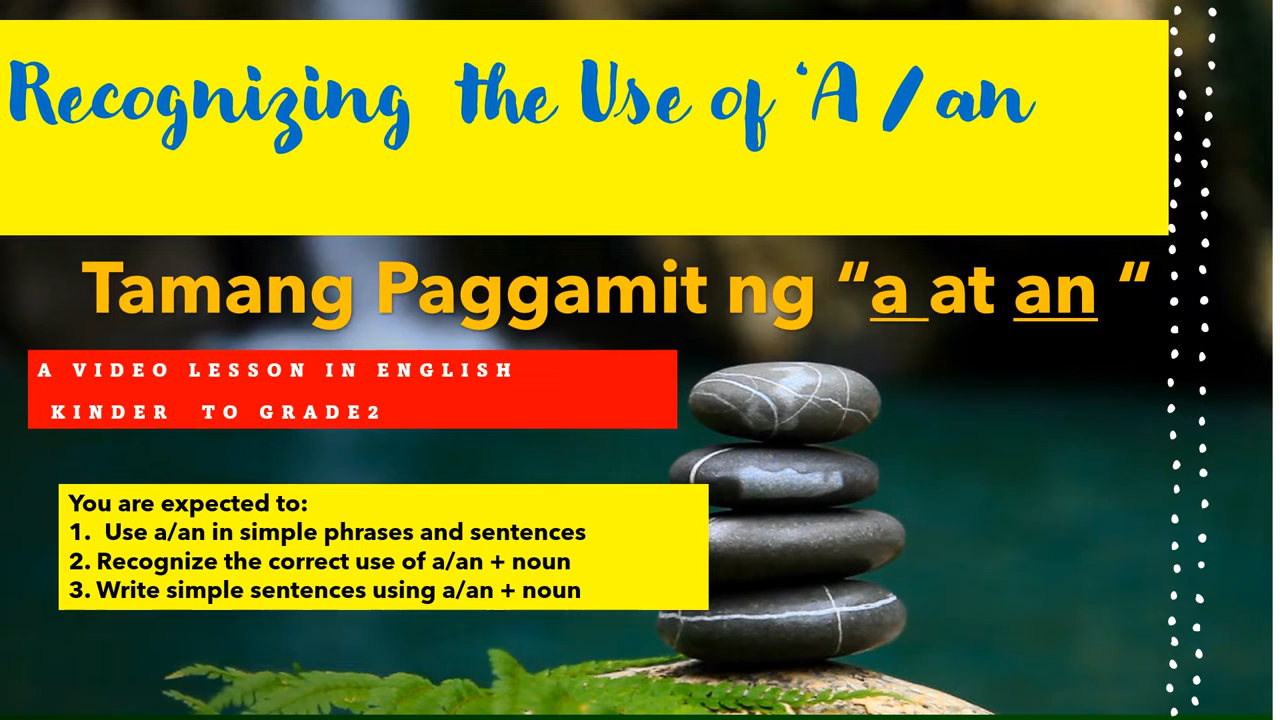 Recognizing the Use of ‘A / an
Tamang Paggamit ng “a at an “
A VIDEO LESSON IN ENGLISH
KINDER TO GRADE2
You are expected to:
1. Use a/an in simple phrases and sentences
2. Recognize the correct use of a/an + noun
3. Write simple sentences using a/an + noun